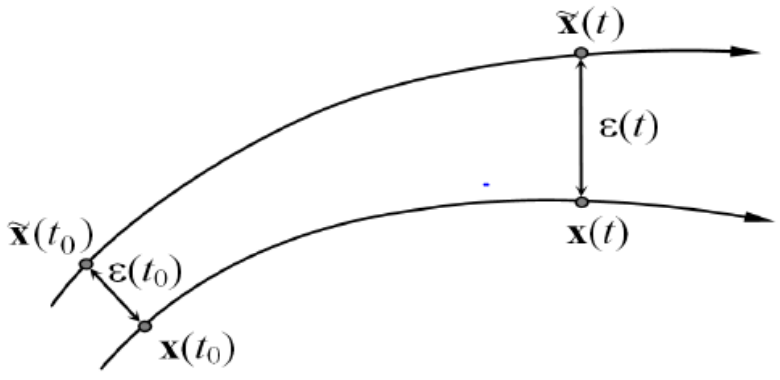 x̃(t)
ε(t)
x(t)
x̃(t₀)
ε(t₀)
x(t₀)